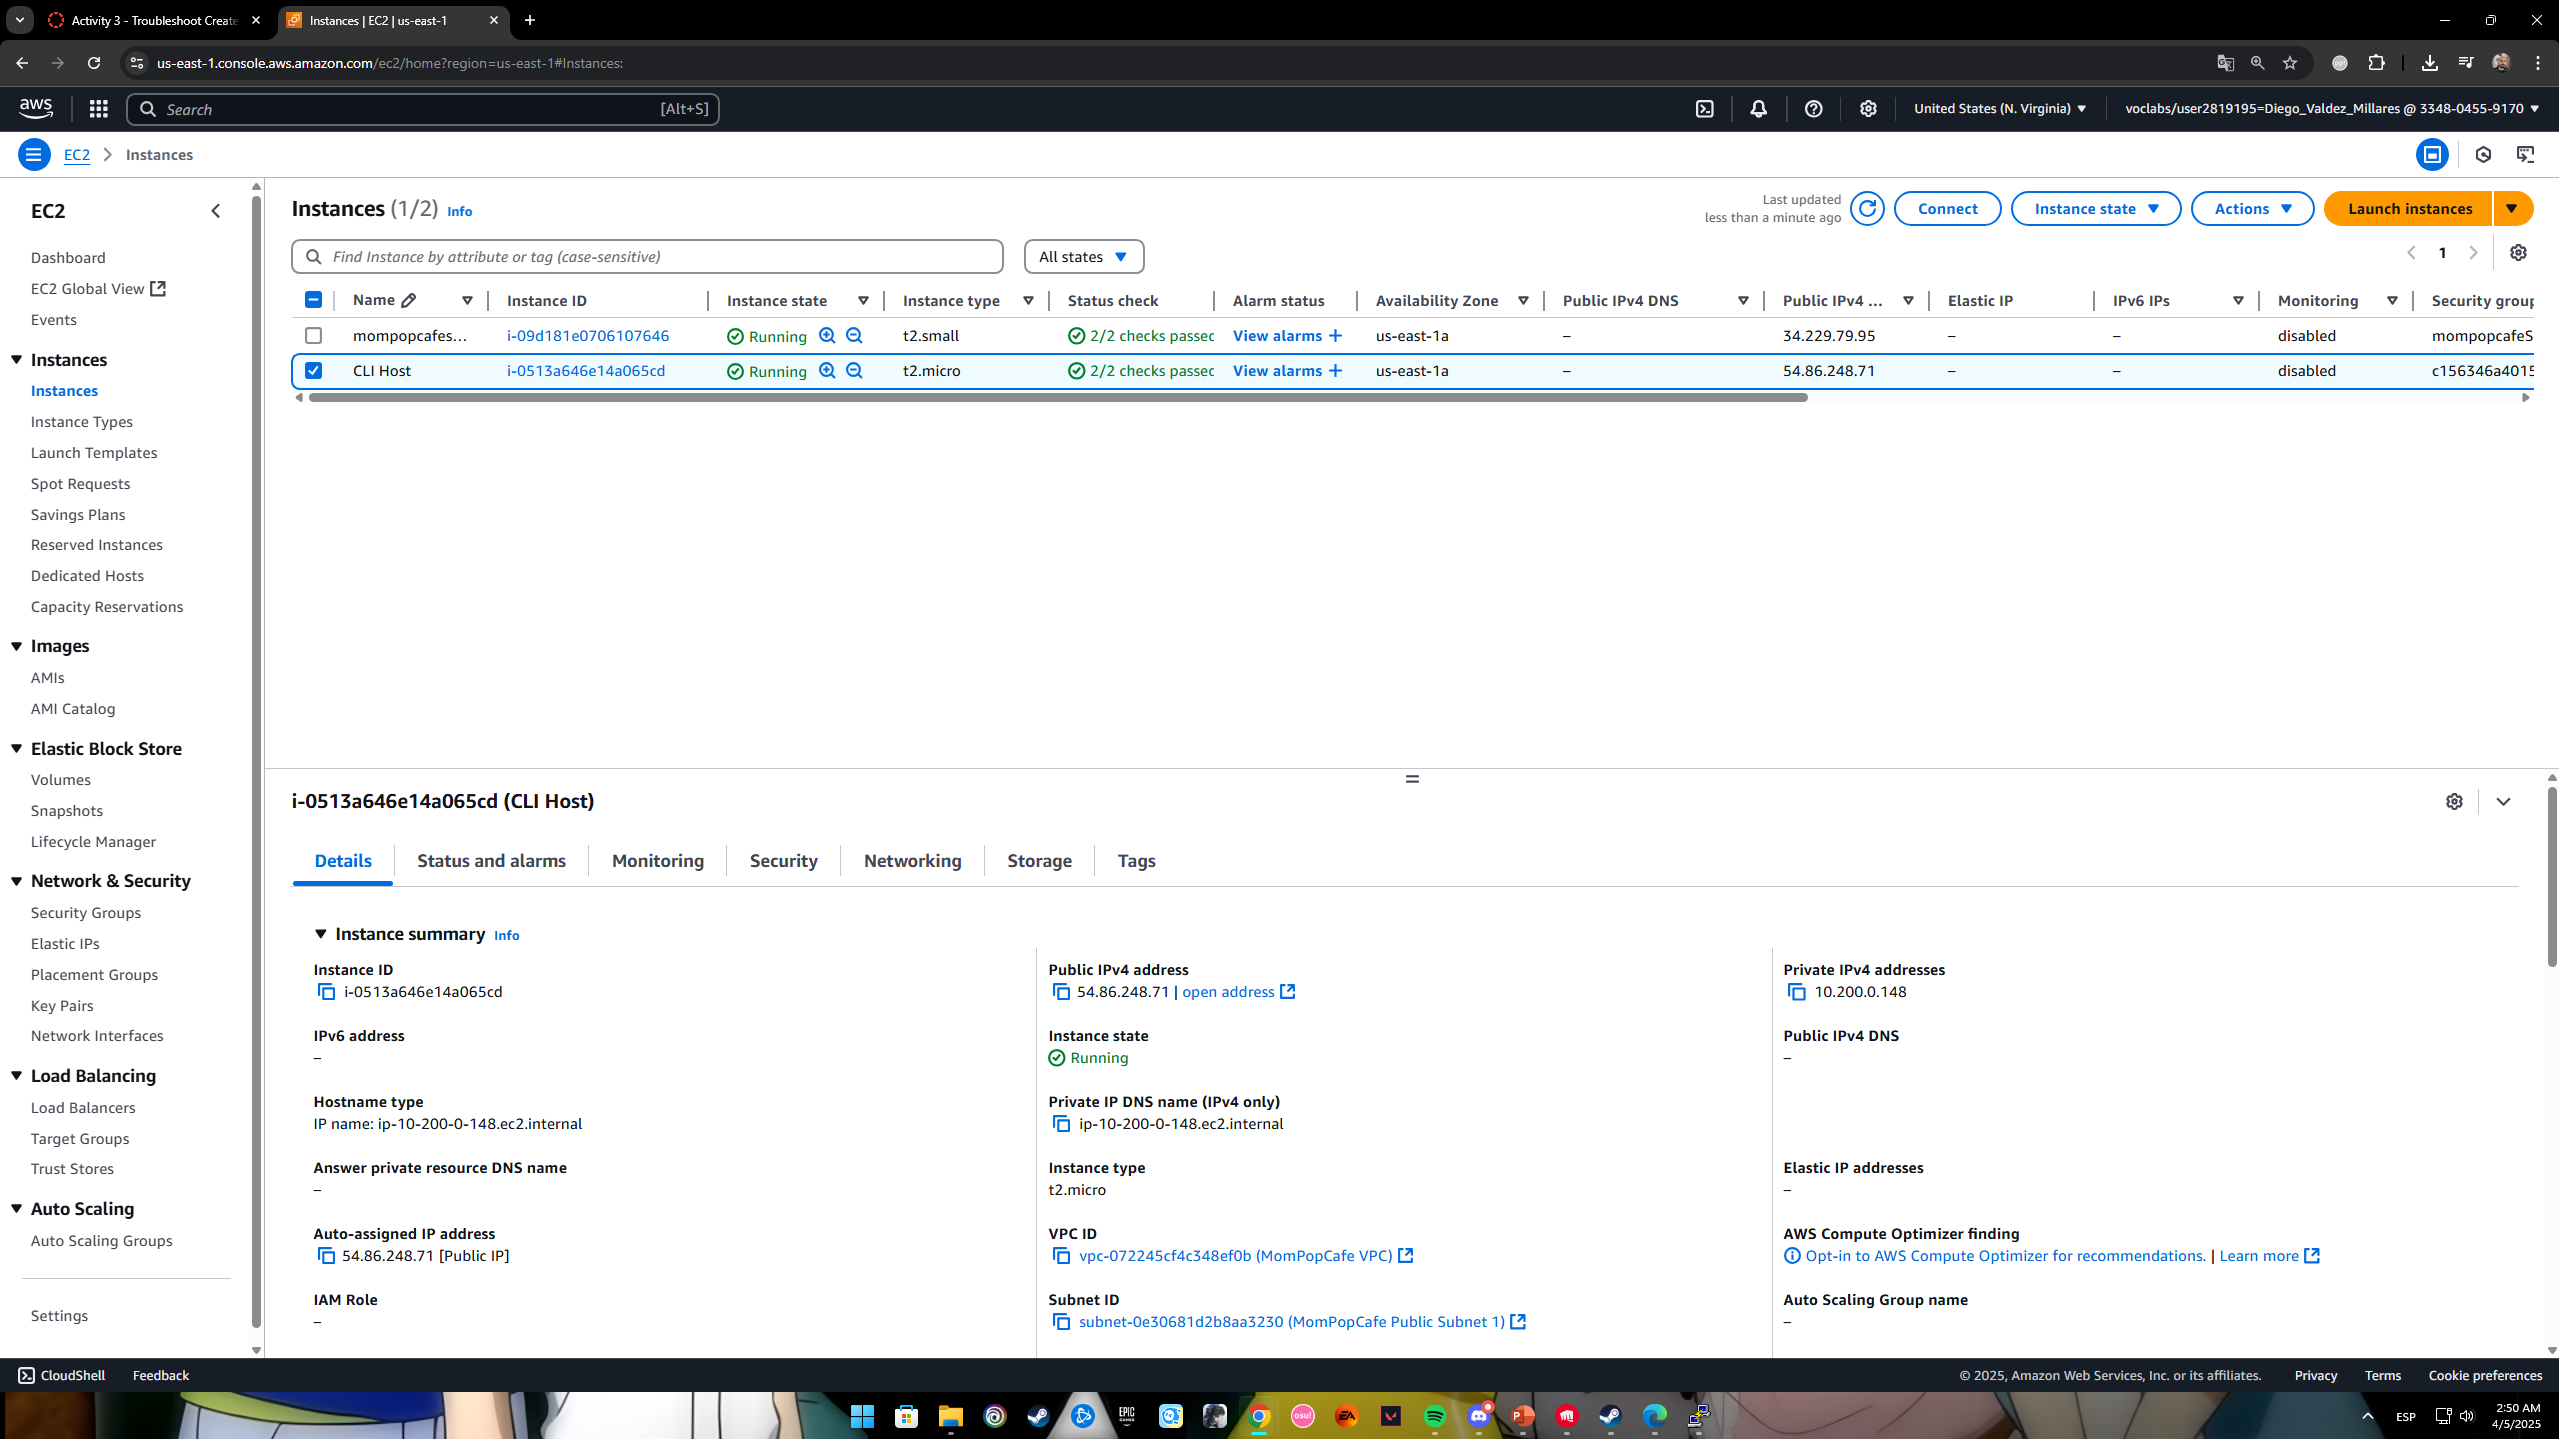 Activity 3 - Troubleshoot Create
Instances | EC2 | us-east-1
us-east-1.console.aws.amazon.com/ec2/home?region=us-east-1#Instances:
aws
Search [Alt+S]
United States (N. Virginia)
voclabs/user2819195=Diego_Valdez_Millares @ 3348-0455-9170
EC2 > Instances
EC2
Dashboard
EC2 Global View
Events
Instances
Instances
Instance Types
Launch Templates
Spot Requests
Savings Plans
Reserved Instances
Dedicated Hosts
Capacity Reservations
Images
AMIs
AMI Catalog
Elastic Block Store
Volumes
Snapshots
Lifecycle Manager
Network & Security
Security Groups
Elastic IPs
Placement Groups
Key Pairs
Network Interfaces
Load Balancing
Load Balancers
Target Groups
Trust Stores
Auto Scaling
Auto Scaling Groups
Settings
Instances (1/2) Info
Last updated
less than a minute ago
Connect
Instance state
Actions
Launch instances
Find Instance by attribute or tag (case-sensitive)
All states
1
Name Instance ID Instance state Instance type Status check Alarm status Availability Zone Public IPv4 DNS Public IPv4 ... Elastic IP IPv6 IPs Monitoring Security group
mompopcafes... i-09d181e0706107646 Running t2.small 2/2 checks passec View alarms + us-east-1a – 34.229.79.95 – – disabled mompopcafeS
CLI Host i-0513a646e14a065cd Running t2.micro 2/2 checks passec View alarms + us-east-1a – 54.86.248.71 – – disabled c156346a4015
i-0513a646e14a065cd (CLI Host)
Details Status and alarms Monitoring Security Networking Storage Tags
Instance summary Info
Instance ID
i-0513a646e14a065cd
Public IPv4 address
54.86.248.71 | open address
Private IPv4 addresses
10.200.0.148
IPv6 address
–
Instance state
Running
Public IPv4 DNS
–
Hostname type
IP name: ip-10-200-0-148.ec2.internal
Private IP DNS name (IPv4 only)
ip-10-200-0-148.ec2.internal
Answer private resource DNS name
–
Instance type
t2.micro
Elastic IP addresses
–
Auto-assigned IP address
54.86.248.71 [Public IP]
VPC ID
vpc-072245cf4c348ef0b (MomPopCafe VPC)
AWS Compute Optimizer finding
Opt-in to AWS Compute Optimizer for recommendations. | Learn more
IAM Role
–
Subnet ID
subnet-0e30681d2b8aa3230 (MomPopCafe Public Subnet 1)
Auto Scaling Group name
–
CloudShell Feedback
© 2025, Amazon Web Services, Inc. or its affiliates. Privacy Terms Cookie preferences
EPIC
GAMES
osu!
EA
ESP
2:50 AM
4/5/2025